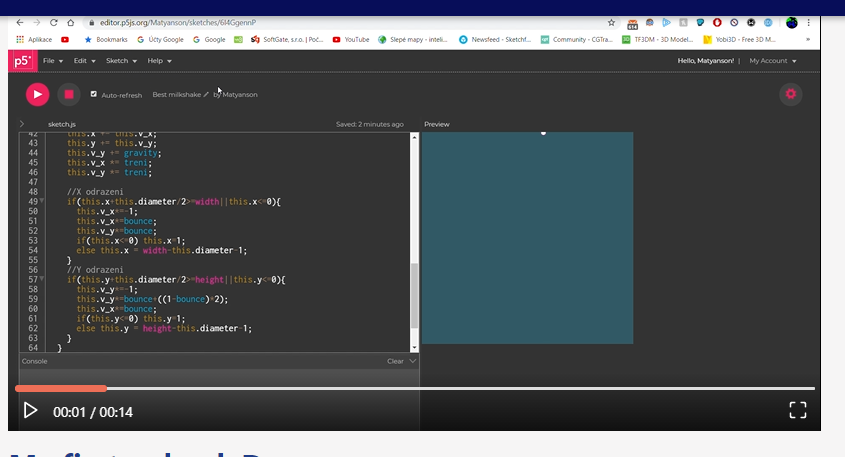 editor.p5js.org/Matyanson/sketches/6I4GgennP
Aplikace Bookmarks G Účty Google G Google SoftGate, s.r.o. | Poč... YouTube Slepé mapy - inteli... Newsfeed - Sketchf... Community - CGTra... TF3DM - 3D Model... Yobi3D - Free 3D M... »
p5* File Edit Sketch Help Hello, Matyanson! | My Account
Auto-refresh Best milkshake by Matyanson
sketch.js Saved: 2 minutes ago Preview
42 this.x += this.v_x;
43 this.y += this.v_y;
44 this.v_y += gravity;
45 this.v_x *= treni;
46 this.v_y *= treni;
47
48 //X odrazeni
49 if(this.x+this.diameter/2>=width||this.x<=0){
50 this.v_x*=-1;
51 this.v_x*=bounce;
52 this.v_y*=bounce;
53 if(this.x<=0) this.x=1;
54 else this.x = width-this.diameter-1;
55 }
56 //Y odrazeni
57 if(this.y+this.diameter/2>=height||this.y<=0){
58 this.v_y*=-1;
59 this.v_y*=bounce+((1-bounce)*2);
60 this.v_x*=bounce;
61 if(this.y<=0) this.y=1;
62 else this.y = height-this.diameter-1;
63 }
64 }
Console Clear
00:01 / 00:14